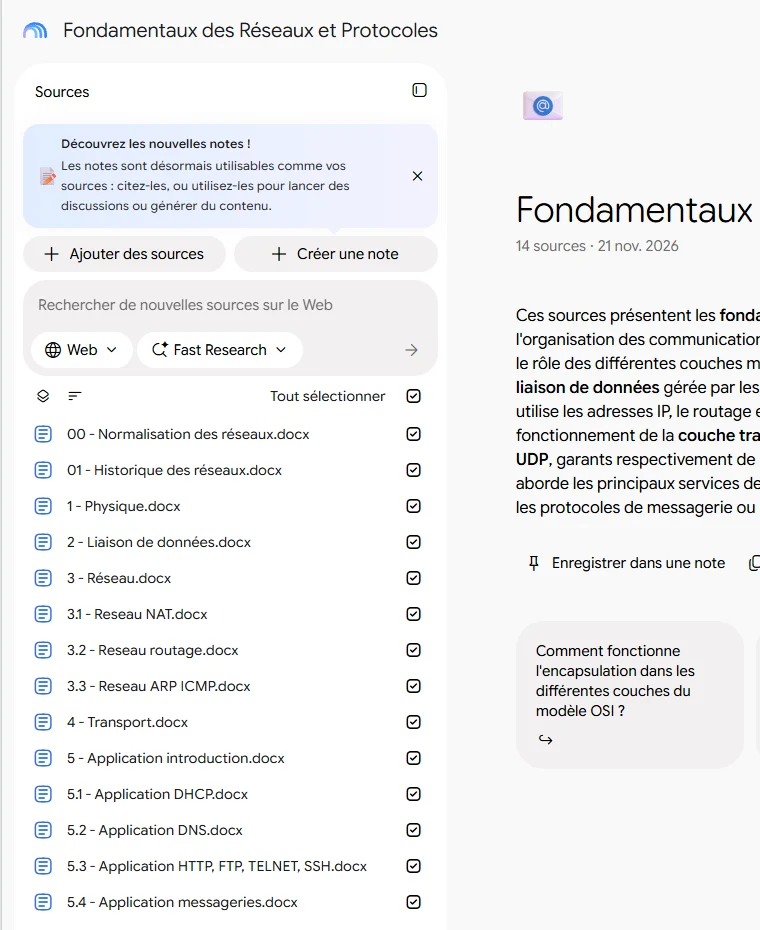 Fondamentaux des Réseaux et Protocoles
Sources
Découvrez les nouvelles notes !
Les notes sont désormais utilisables comme vos
sources : citez-les, ou utilisez-les pour lancer des
discussions ou générer du contenu.
+ Ajouter des sources
+ Créer une note
Rechercher de nouvelles sources sur le Web
Web
Fast Research
Tout sélectionner
00 - Normalisation des réseaux.docx
01 - Historique des réseaux.docx
1 - Physique.docx
2 - Liaison de données.docx
3 - Réseau.docx
3.1 - Reseau NAT.docx
3.2 - Reseau routage.docx
3.3 - Reseau ARP ICMP.docx
4 - Transport.docx
5 - Application introduction.docx
5.1 - Application DHCP.docx
5.2 - Application DNS.docx
5.3 - Application HTTP, FTP, TELNET, SSH.docx
5.4 - Application messageries.docx
@
Fondamentaux
14 sources · 21 nov. 2026
Ces sources présentent les fonda
l'organisation des communication
le rôle des différentes couches m
liaison de données gérée par les
utilise les adresses IP, le routage e
fonctionnement de la couche tra
UDP, garants respectivement de
aborde les principaux services de
les protocoles de messagerie ou
Enregistrer dans une note
Comment fonctionne
l'encapsulation dans les
différentes couches du
modèle OSI ?